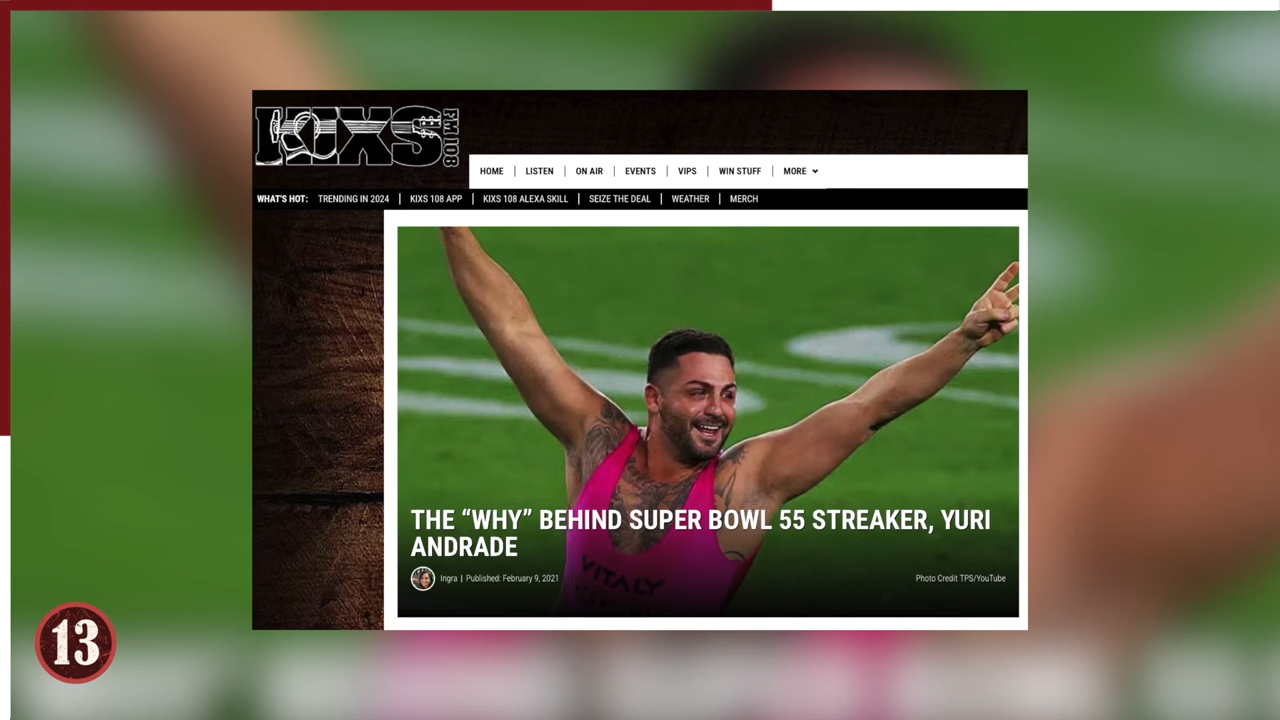 KIXS FM 108
HOME LISTEN ON AIR EVENTS VIPS WIN STUFF MORE
WHAT'S HOT: TRENDING IN 2024 KIXS 108 APP KIXS 108 ALEXA SKILL SEIZE THE DEAL WEATHER MERCH
THE “WHY” BEHIND SUPER BOWL 55 STREAKER, YURI
ANDRADE
Ingra | Published: February 9, 2021
Photo Credit TPS/YouTube
VITALY
13